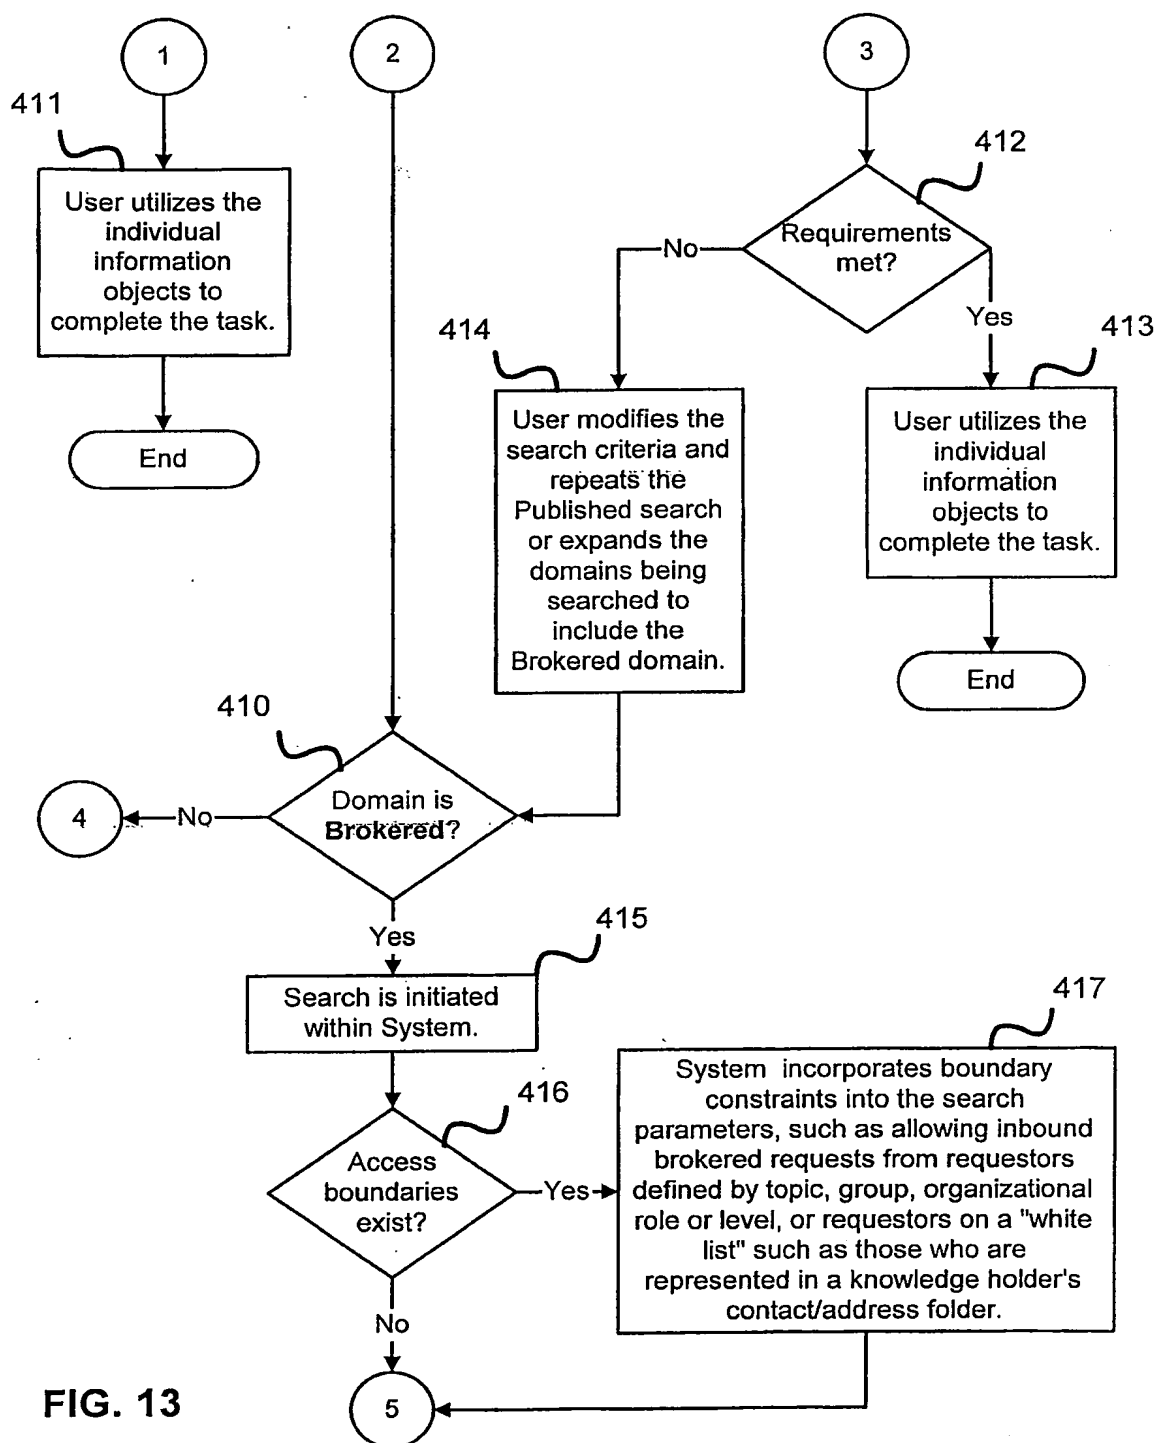 1
2
3
411
User utilizes the
individual
information
objects to
complete the task.
End
412
Requirements
met?
No
Yes
414
User modifies the
search criteria and
repeats the
Published search
or expands the
domains being
searched to
include the
Brokered domain.
413
User utilizes the
individual
information
objects to
complete the task.
End
410
Domain is
Brokered?
No
4
Yes
415
Search is initiated
within System.
416
Access
boundaries
exist?
Yes
417
System incorporates boundary
constraints into the search
parameters, such as allowing inbound
brokered requests from requestors
defined by topic, group, organizational
role or level, or requestors on a "white
list" such as those who are
represented in a knowledge holder's
contact/address folder.
No
5
FIG. 13